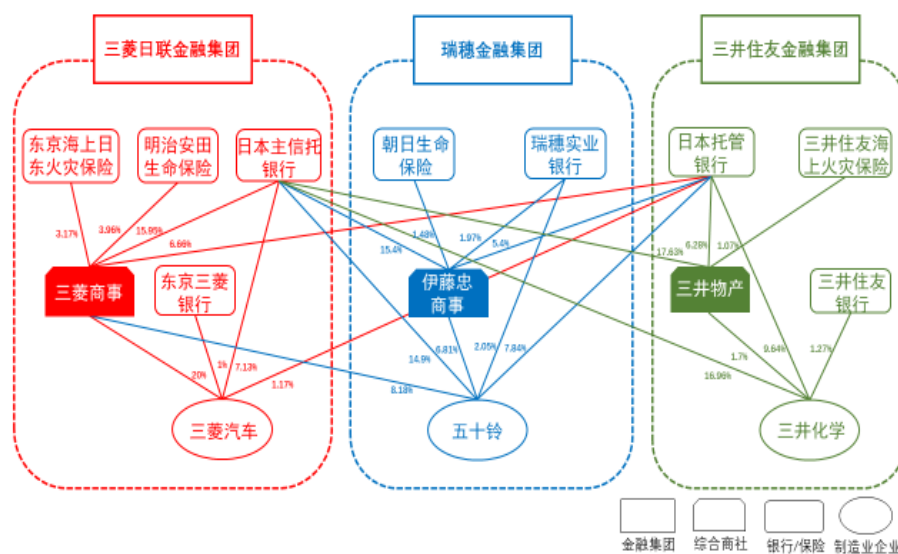 三菱日联金融集团
瑞穗金融集团
三井住友金融集团
东京海上日
东火灾保险
明治安田
生命保险
日本主信托
银行
朝日生命
保险
瑞穗实业
银行
日本托管
银行
三井住友海
上火灾保险
3.17%
3.96%
15.95%
6.66%
15.4%
1.48%
1.97%
5.4%
17.63%
6.28%
1.07%
三菱商事
东京三菱
银行
伊藤忠
商事
三井物产
三井住友
银行
20%
1%
7.13%
1.17%
14.9%
6.81%
2.05%
7.84%
8.18%
1.7%
9.64%
1.27%
16.96%
三菱汽车
五十铃
三井化学
金融集团
综合商社
银行/保险
制造业企业